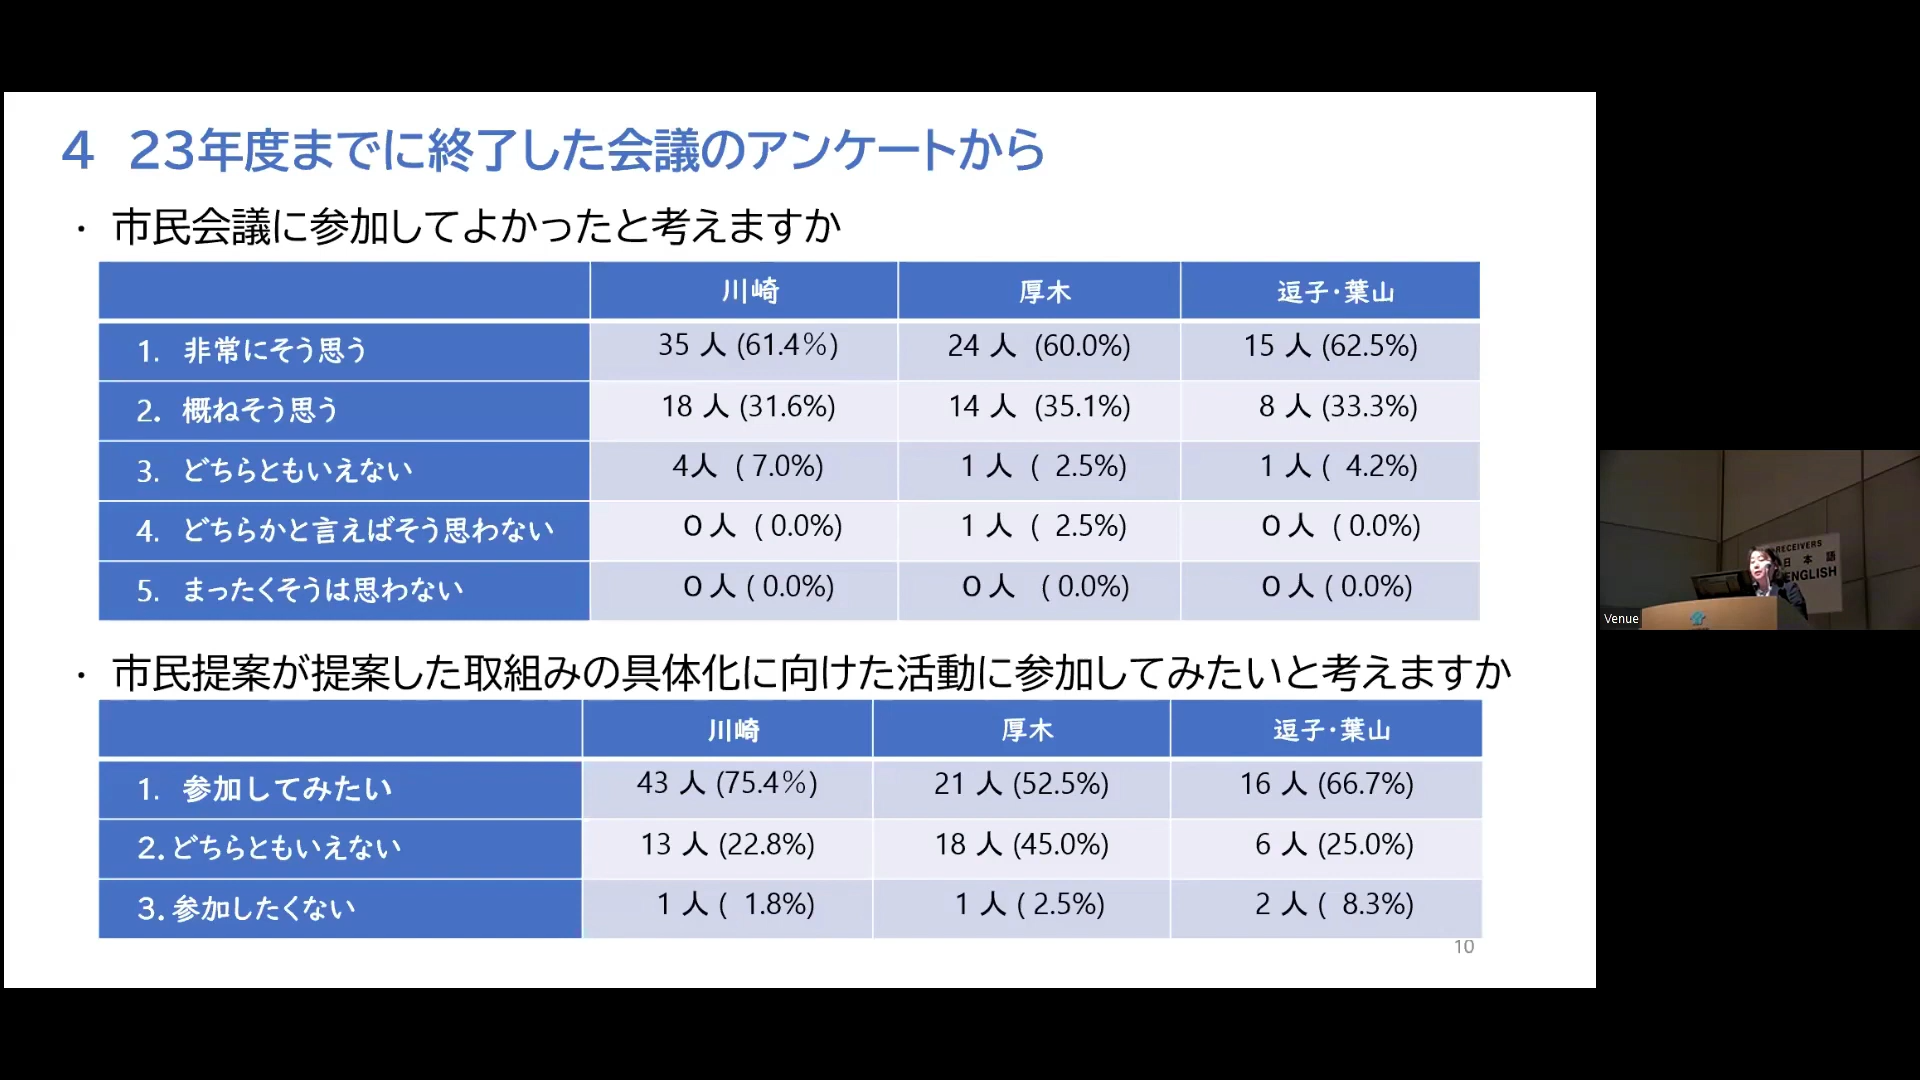 4 23年度までに終了した会議のアンケートから
・ 市民会議に参加してよかったと考えますか
川崎 厚木 逗子・葉山
1. 非常にそう思う 35 人 (61.4%) 24 人 (60.0%) 15 人 (62.5%)
2. 概ねそう思う 18 人 (31.6%) 14 人 (35.1%) 8 人 (33.3%)
3. どちらともいえない 4人 ( 7.0%) 1 人 ( 2.5%) 1 人 ( 4.2%)
4. どちらかと言えばそう思わない 0 人 ( 0.0%) 1 人 ( 2.5%) 0 人 ( 0.0%)
5. まったくそうは思わない 0 人 ( 0.0%) 0 人 ( 0.0%) 0 人 ( 0.0%)
・ 市民提案が提案した取組みの具体化に向けた活動に参加してみたいと考えますか
川崎 厚木 逗子・葉山
1. 参加してみたい 43 人 (75.4%) 21 人 (52.5%) 16 人 (66.7%)
2. どちらともいえない 13 人 (22.8%) 18 人 (45.0%) 6 人 (25.0%)
3. 参加したくない 1 人 ( 1.8%) 1 人 ( 2.5%) 2 人 ( 8.3%)
10
RECEIVERS
日本語
ENGLISH
Venue